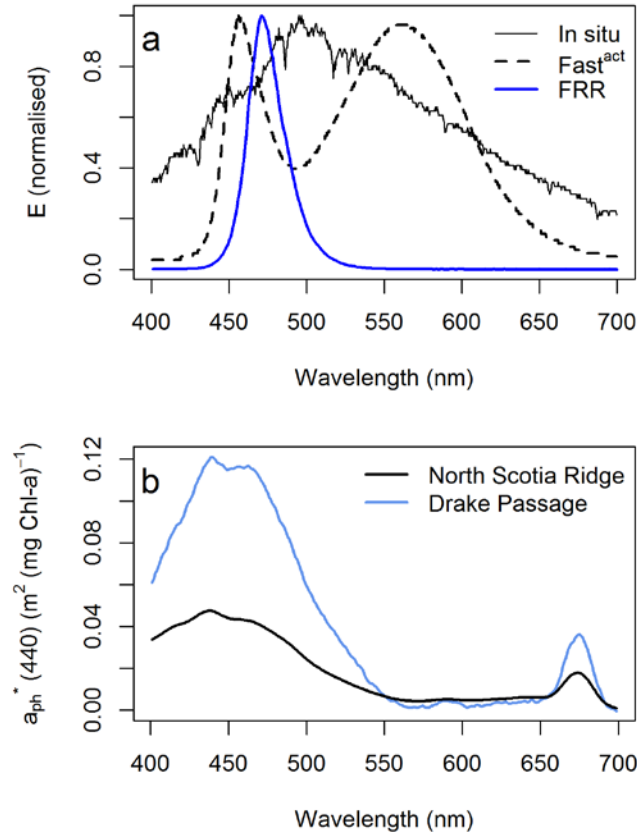 a
In situ
Fast^act
FRR
E (normalised)
0.0 0.4 0.8
400 450 500 550 600 650 700
Wavelength (nm)
b
North Scotia Ridge
Drake Passage
a_ph* (440) (m² (mg Chl-a)⁻¹)
0.00 0.04 0.08 0.12
400 450 500 550 600 650 700
Wavelength (nm)